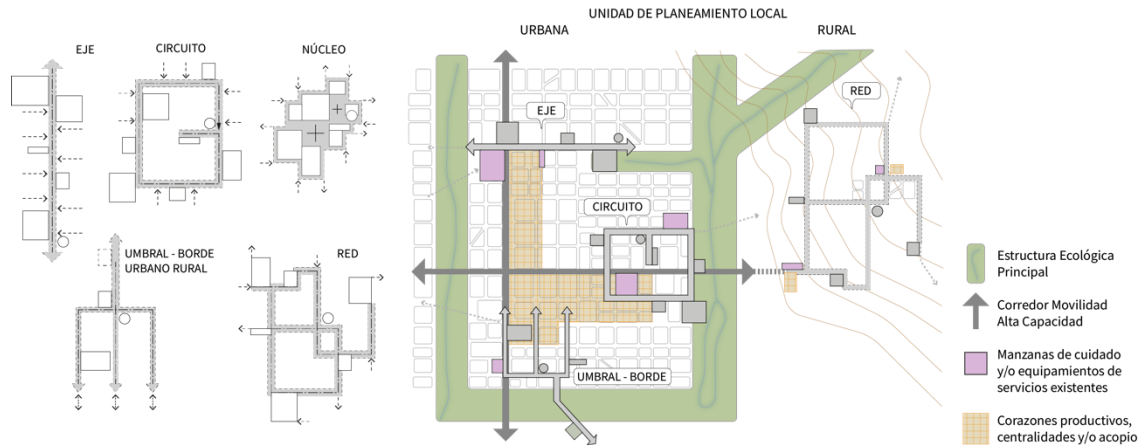 UNIDAD DE PLANEAMIENTO LOCAL
URBANA
RURAL
EJE
CIRCUITO
NÚCLEO
UMBRAL - BORDE
URBANO RURAL
RED
EJE
CIRCUITO
UMBRAL - BORDE
RED
Estructura Ecológica
Principal
Corredor Movilidad
Alta Capacidad
Manzanas de cuidado
y/o equipamientos de
servicios existentes
Corazones productivos,
centralidades y/o acopio